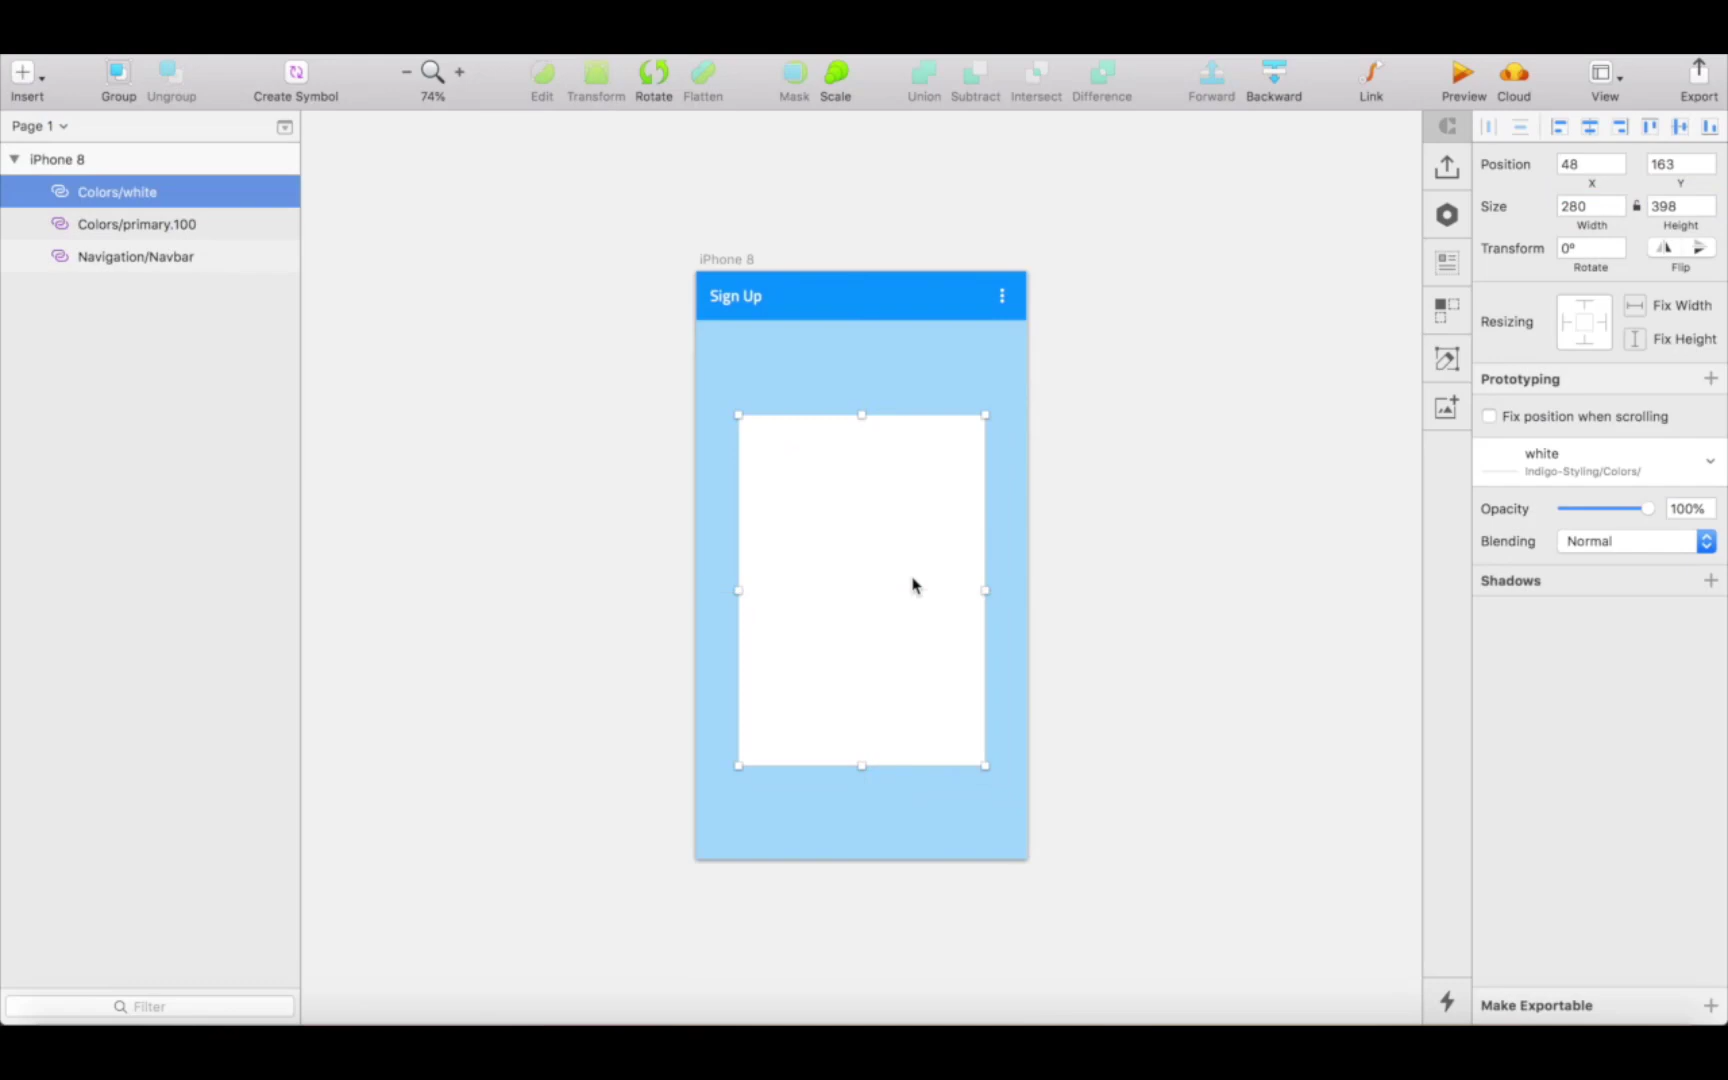 Insert
Group
Ungroup
Create Symbol
74%
Edit
Transform
Rotate
Flatten
Mask
Scale
Union
Subtract
Intersect
Difference
Forward
Backward
Link
Preview
Cloud
View
Export
Page 1
iPhone 8
Colors/white
Colors/primary.100
Navigation/Navbar
Filter
iPhone 8
Sign Up
Position 48 163
X Y
Size 280 398
Width Height
Transform 0°
Rotate Flip
Resizing
Fix Width
Fix Height
Prototyping
Fix position when scrolling
white
Indigo-Styling/Colors/
Opacity 100%
Blending Normal
Shadows
Make Exportable